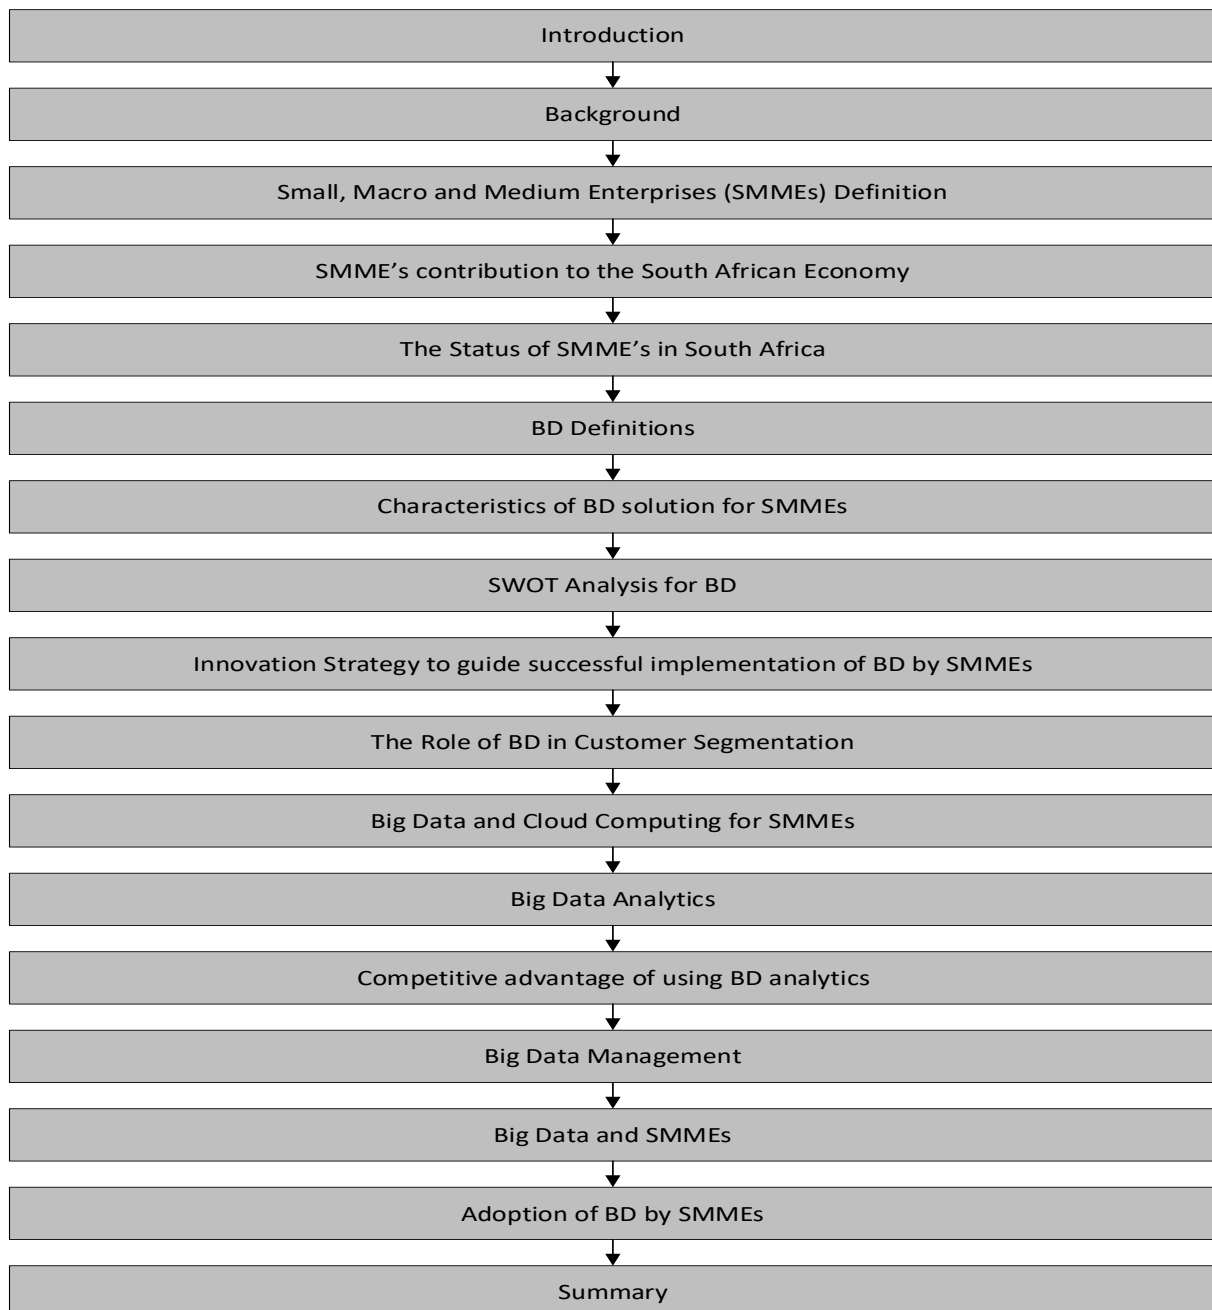 Introduction
Background
Small, Macro and Medium Enterprises (SMMEs) Definition
SMME’s contribution to the South African Economy
The Status of SMME’s in South Africa
BD Definitions
Characteristics of BD solution for SMMEs
SWOT Analysis for BD
Innovation Strategy to guide successful implementation of BD by SMMEs
The Role of BD in Customer Segmentation
Big Data and Cloud Computing for SMMEs
Big Data Analytics
Competitive advantage of using BD analytics
Big Data Management
Big Data and SMMEs
Adoption of BD by SMMEs
Summary